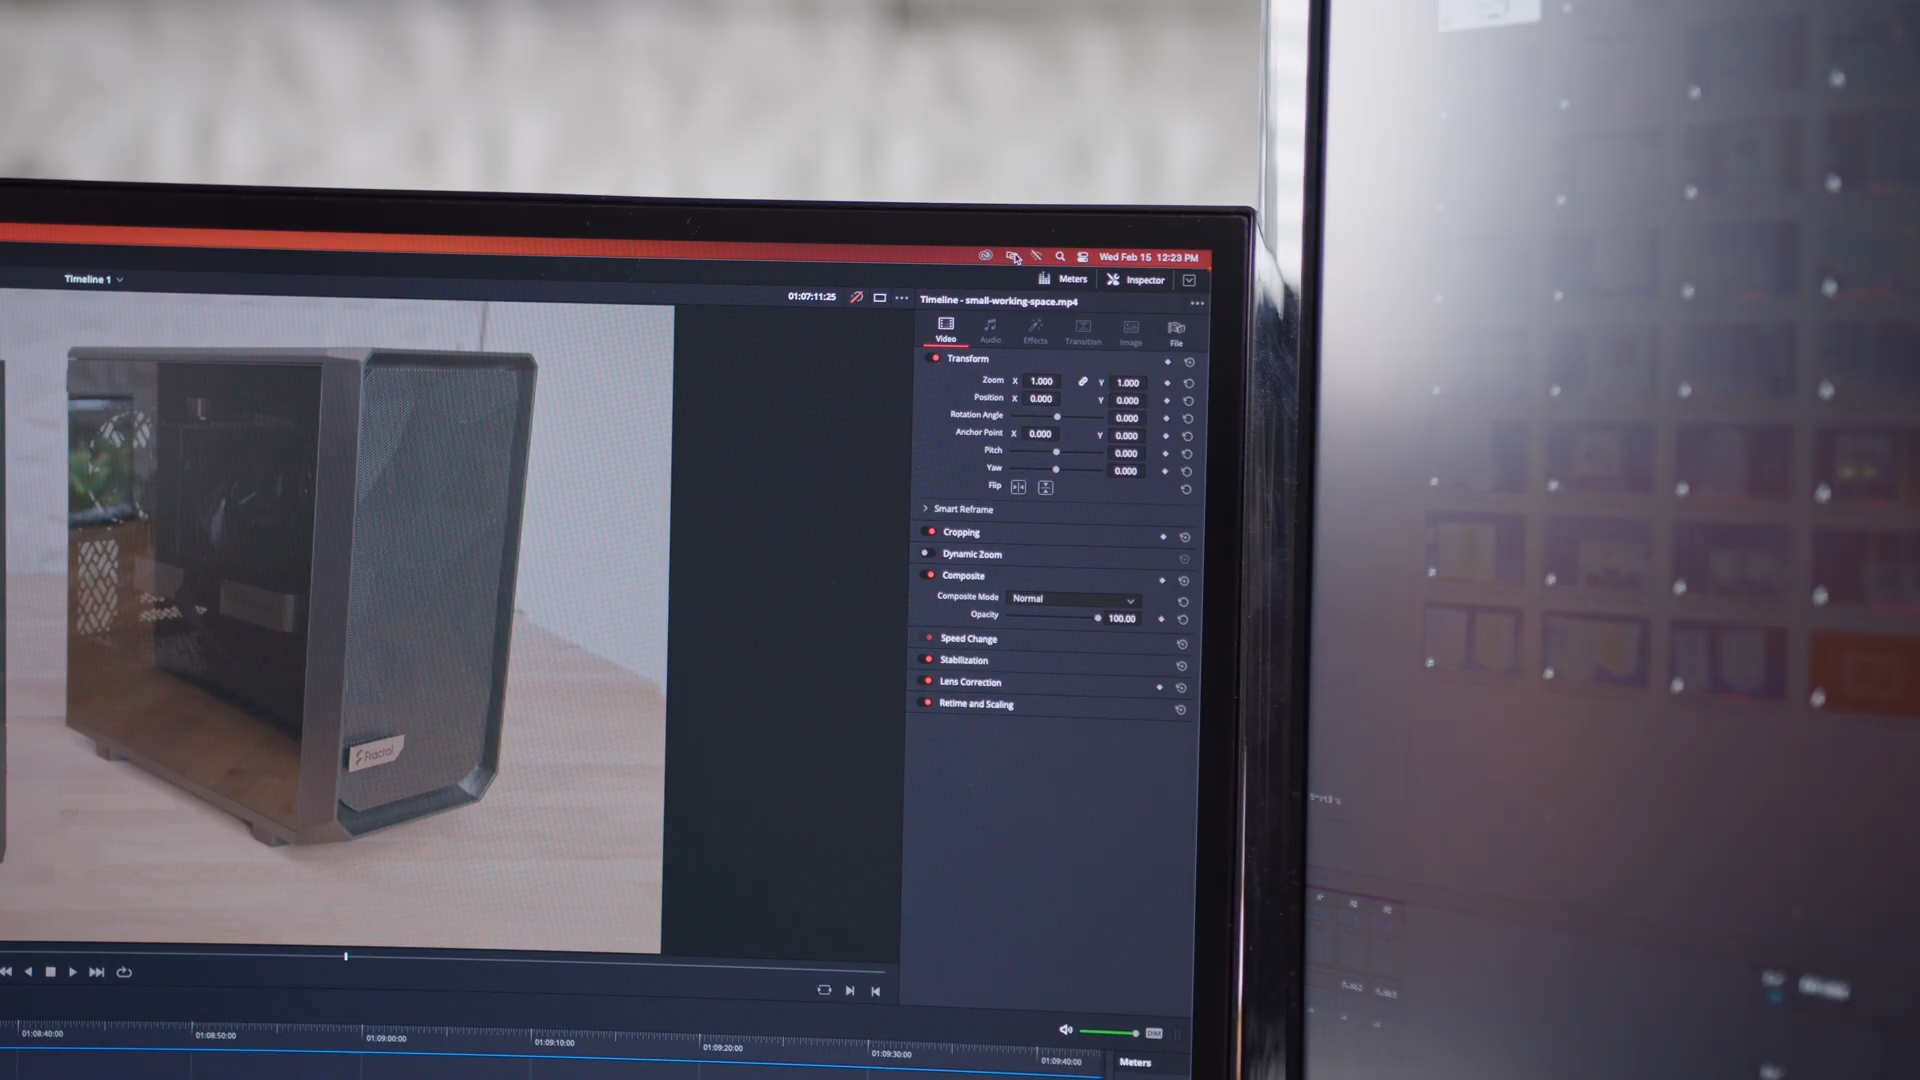 Wed Feb 15 12:23 PM
Timeline 1
Meters
Inspector
01:07:11:25
Timeline - small-working-space.mp4
Video
Audio
Effects
Transition
Image
File
Transform
Zoom X 1.000 Y 1.000
Position X 0.000 Y 0.000
Rotation Angle 0.000
Anchor Point X 0.000 Y 0.000
Pitch 0.000
Yaw 0.000
Flip
Smart Reframe
Cropping
Dynamic Zoom
Composite
Composite Mode Normal
Opacity 100.00
Speed Change
Stabilization
Lens Correction
Retime and Scaling
Fractal
DIM
01:08:40:00
01:08:50:00
01:09:00:00
01:09:10:00
01:09:20:00
01:09:30:00
01:09:40:00
Meters